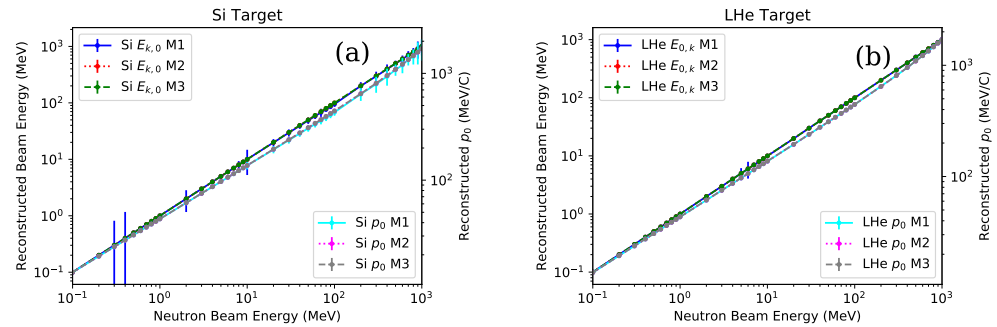 Si Target
(a)
Si E_{k,0} M1
Si E_{k,0} M2
Si E_{k,0} M3
Si p_0 M1
Si p_0 M2
Si p_0 M3
Reconstructed Beam Energy (MeV)
10^3
10^2
10^1
10^0
10^{-1}
Reconstructed p_0 (MeV/C)
10^3
10^2
10^{-1} 10^0 10^1 10^2 10^3
Neutron Beam Energy (MeV)
LHe Target
(b)
LHe E_{0,k} M1
LHe E_{0,k} M2
LHe E_{0,k} M3
LHe p_0 M1
LHe p_0 M2
LHe p_0 M3
Reconstructed Beam Energy (MeV)
10^3
10^2
10^1
10^0
10^{-1}
Reconstructed p_0 (MeV/C)
10^3
10^2
10^{-1} 10^0 10^1 10^2 10^3
Neutron Beam Energy (MeV)